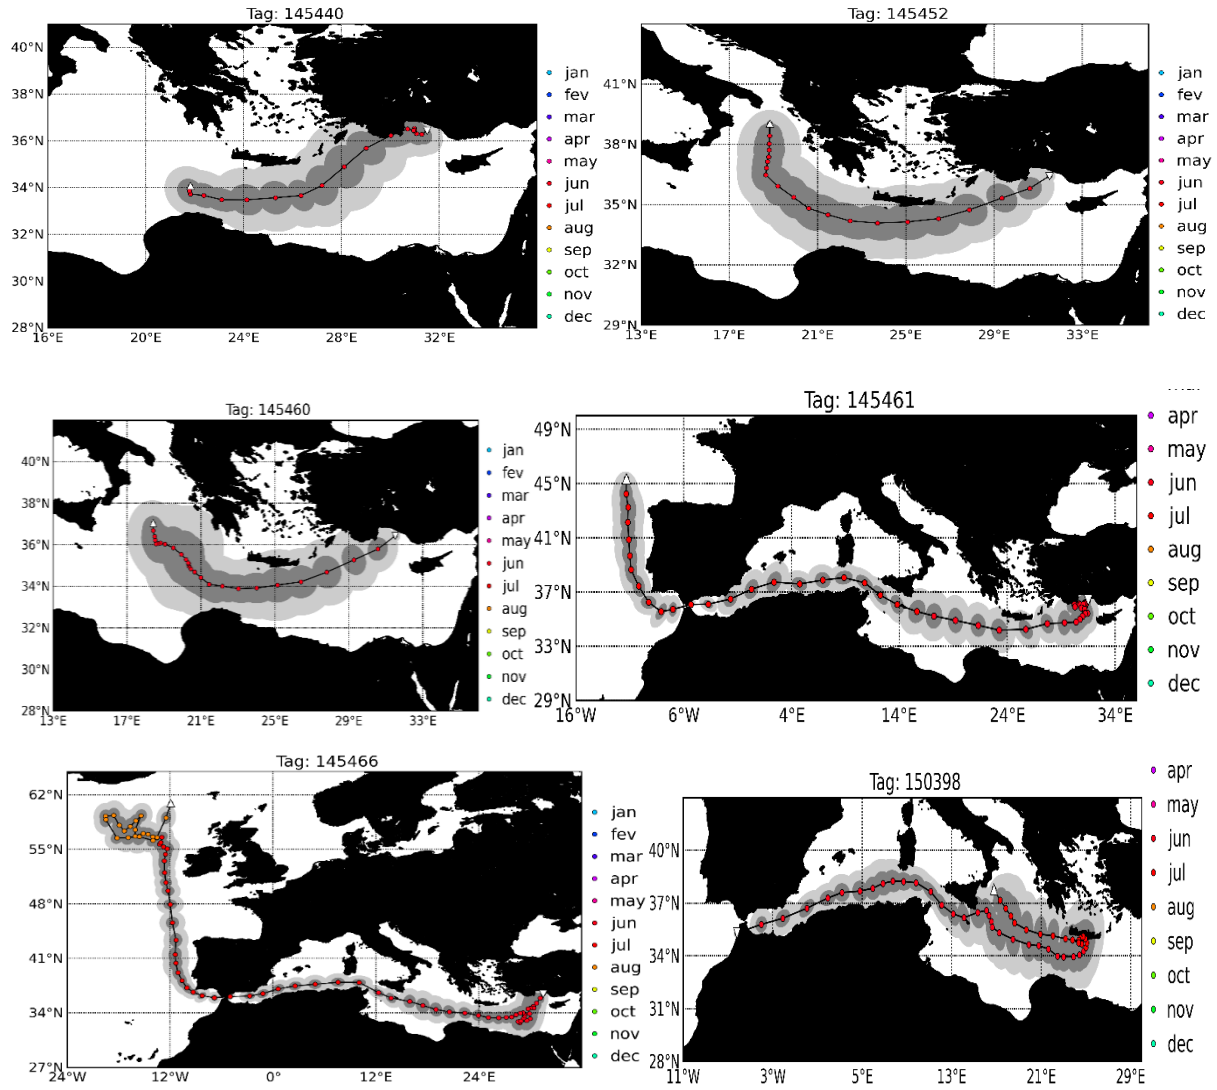 Tag: 145440
41°N
38°N
36°N
34°N
32°N
30°N
28°N
16°E 20°E 24°E 28°E 32°E
jan
fev
mar
apr
may
jun
jul
aug
sep
oct
nov
dec
Tag: 145452
41°N
38°N
35°N
32°N
29°N
13°E 17°E 21°E 25°E 29°E 33°E
jan
fev
mar
apr
may
jun
jul
aug
sep
oct
nov
dec
Tag: 145460
40°N
38°N
36°N
34°N
32°N
30°N
28°N
13°E 17°E 21°E 25°E 29°E 33°E
jan
fev
mar
apr
may
jun
jul
aug
sep
oct
nov
dec
Tag: 145461
49°N
45°N
41°N
37°N
33°N
29°N
16°W 6°W 4°E 14°E 24°E 34°E
apr
may
jun
jul
aug
sep
oct
nov
dec
Tag: 145466
62°N
55°N
48°N
41°N
34°N
27°N
24°W 12°W 0° 12°E 24°E
jan
fev
mar
apr
may
jun
jul
aug
sep
oct
nov
dec
Tag: 150398
40°N
37°N
34°N
31°N
28°N
11°W 3°W 5°E 13°E 21°E 29°E
apr
may
jun
jul
aug
sep
oct
nov
dec